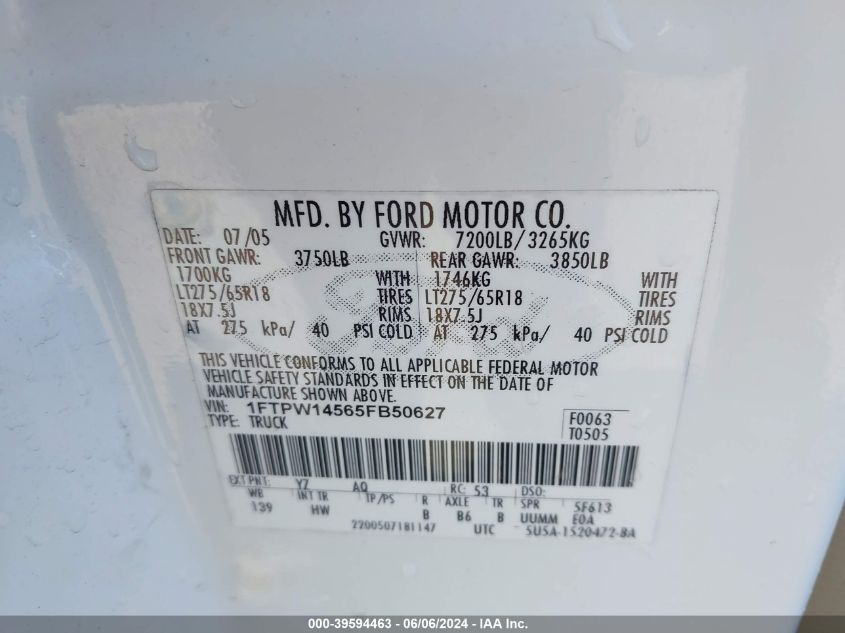 MFD. BY FORD MOTOR CO.
DATE: 07/05 GVWR: 7200LB/3265KG
FRONT GAWR: 3750LB REAR GAWR: 3850LB
1700KG WITH 1746KG WITH
LT275/65R18 TIRES LT275/65R18 TIRES
18X7.5J RIMS 18X7.5J RIMS
AT 275 kPa/ 40 PSI COLD AT 275 kPa/ 40 PSI COLD
THIS VEHICLE CONFORMS TO ALL APPLICABLE FEDERAL MOTOR
VEHICLE SAFETY STANDARDS IN EFFECT ON THE DATE OF
MANUFACTURE SHOWN ABOVE.
VIN: 1FTPW14565FB50627 F0063
TYPE: TRUCK T0505
EXT PNT: YZ AQ RC: 53 DSO:
WB INT TR TP/PS R AXLE TR SPR 5F613
139 HW B B6 B UUMM E0A
2200507181147 UTC 5U5A-1520472-BA
000-39594463 - 06/06/2024 - IAA Inc.